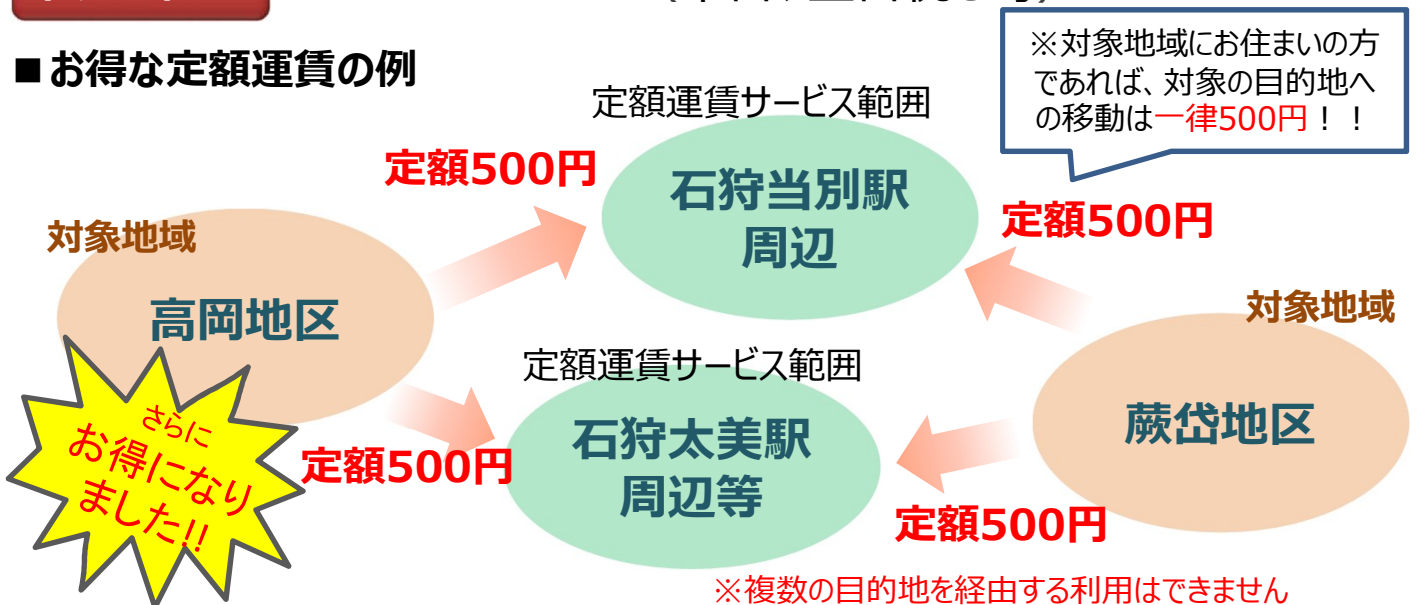 ■お得な定額運賃の例
※対象地域にお住まいの方
であれば、対象の目的地へ
の移動は一律500円！！
定額運賃サービス範囲
定額500円
石狩当別駅
周辺
定額500円
対象地域
高岡地区
対象地域
定額運賃サービス範囲
さらに
お得になり
ました!!
定額500円
石狩太美駅
周辺等
蕨岱地区
定額500円
※複数の目的地を経由する利用はできません